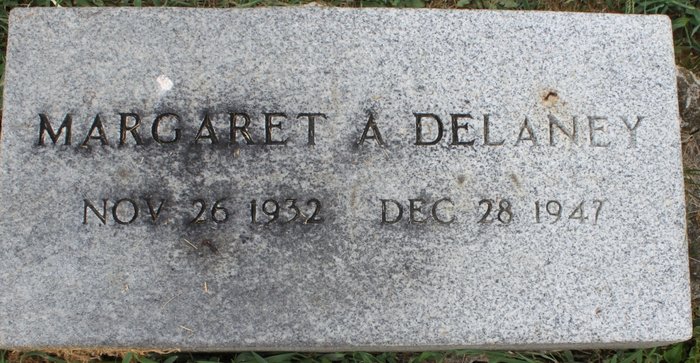 MARGARET A DELANEY
NOV 26 1932 DEC 28 1947